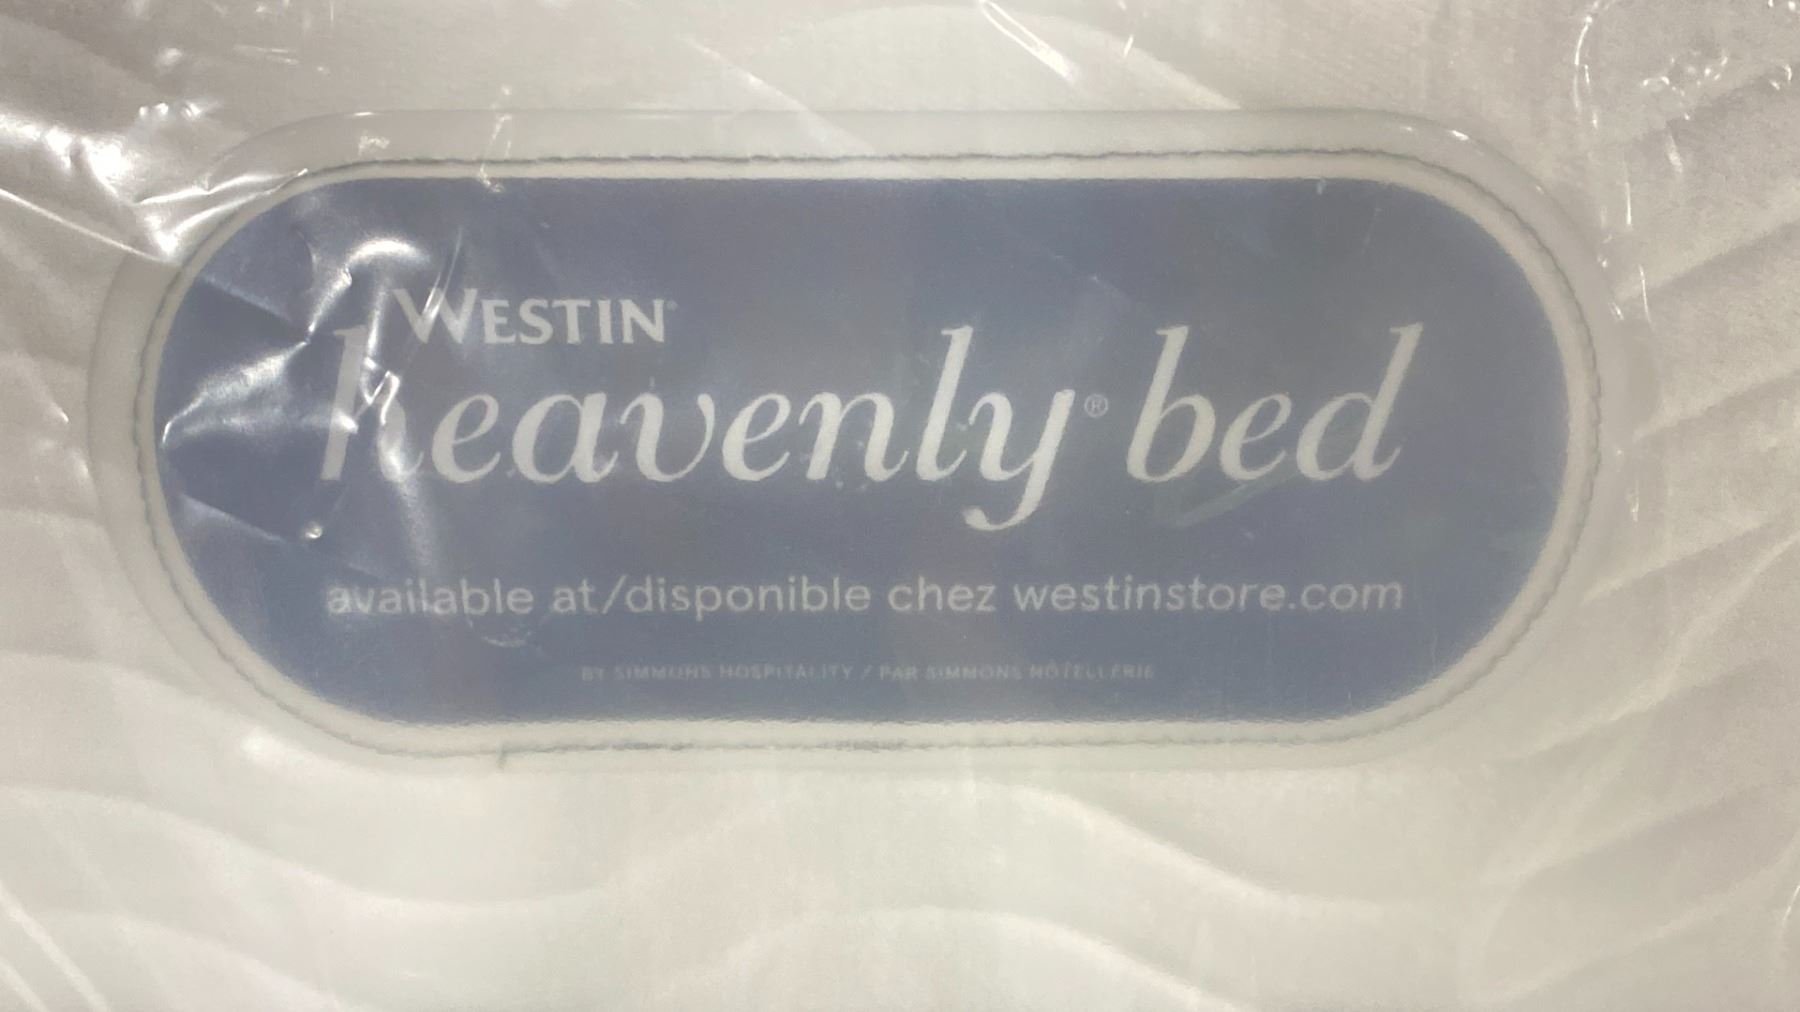 WESTIN®
heavenly® bed
available at/disponible chez westinstore.com
BY SIMMONS HOSPITALITY / PAR SIMMONS HÔTELLERIE